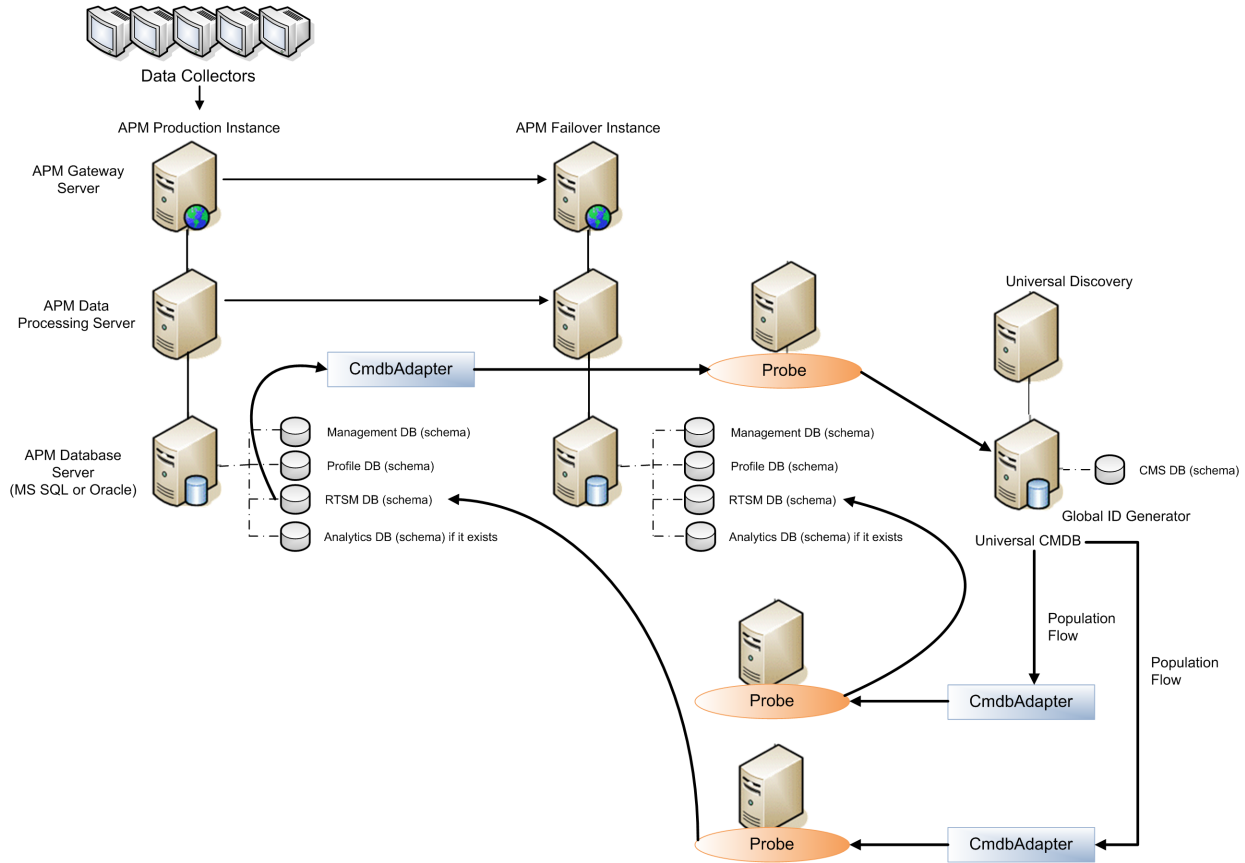 Data Collectors
APM Production Instance
APM Failover Instance
APM Gateway
Server
APM Data
Processing Server
Universal Discovery
CmdbAdapter
Probe
APM Database
Server
(MS SQL or Oracle)
Management DB (schema)
Profile DB (schema)
RTSM DB (schema)
Analytics DB (schema) if it exists
Management DB (schema)
Profile DB (schema)
RTSM DB (schema)
Analytics DB (schema) if it exists
CMS DB (schema)
Global ID Generator
Universal CMDB
Population
Flow
Population
Flow
Probe
CmdbAdapter
Probe
CmdbAdapter